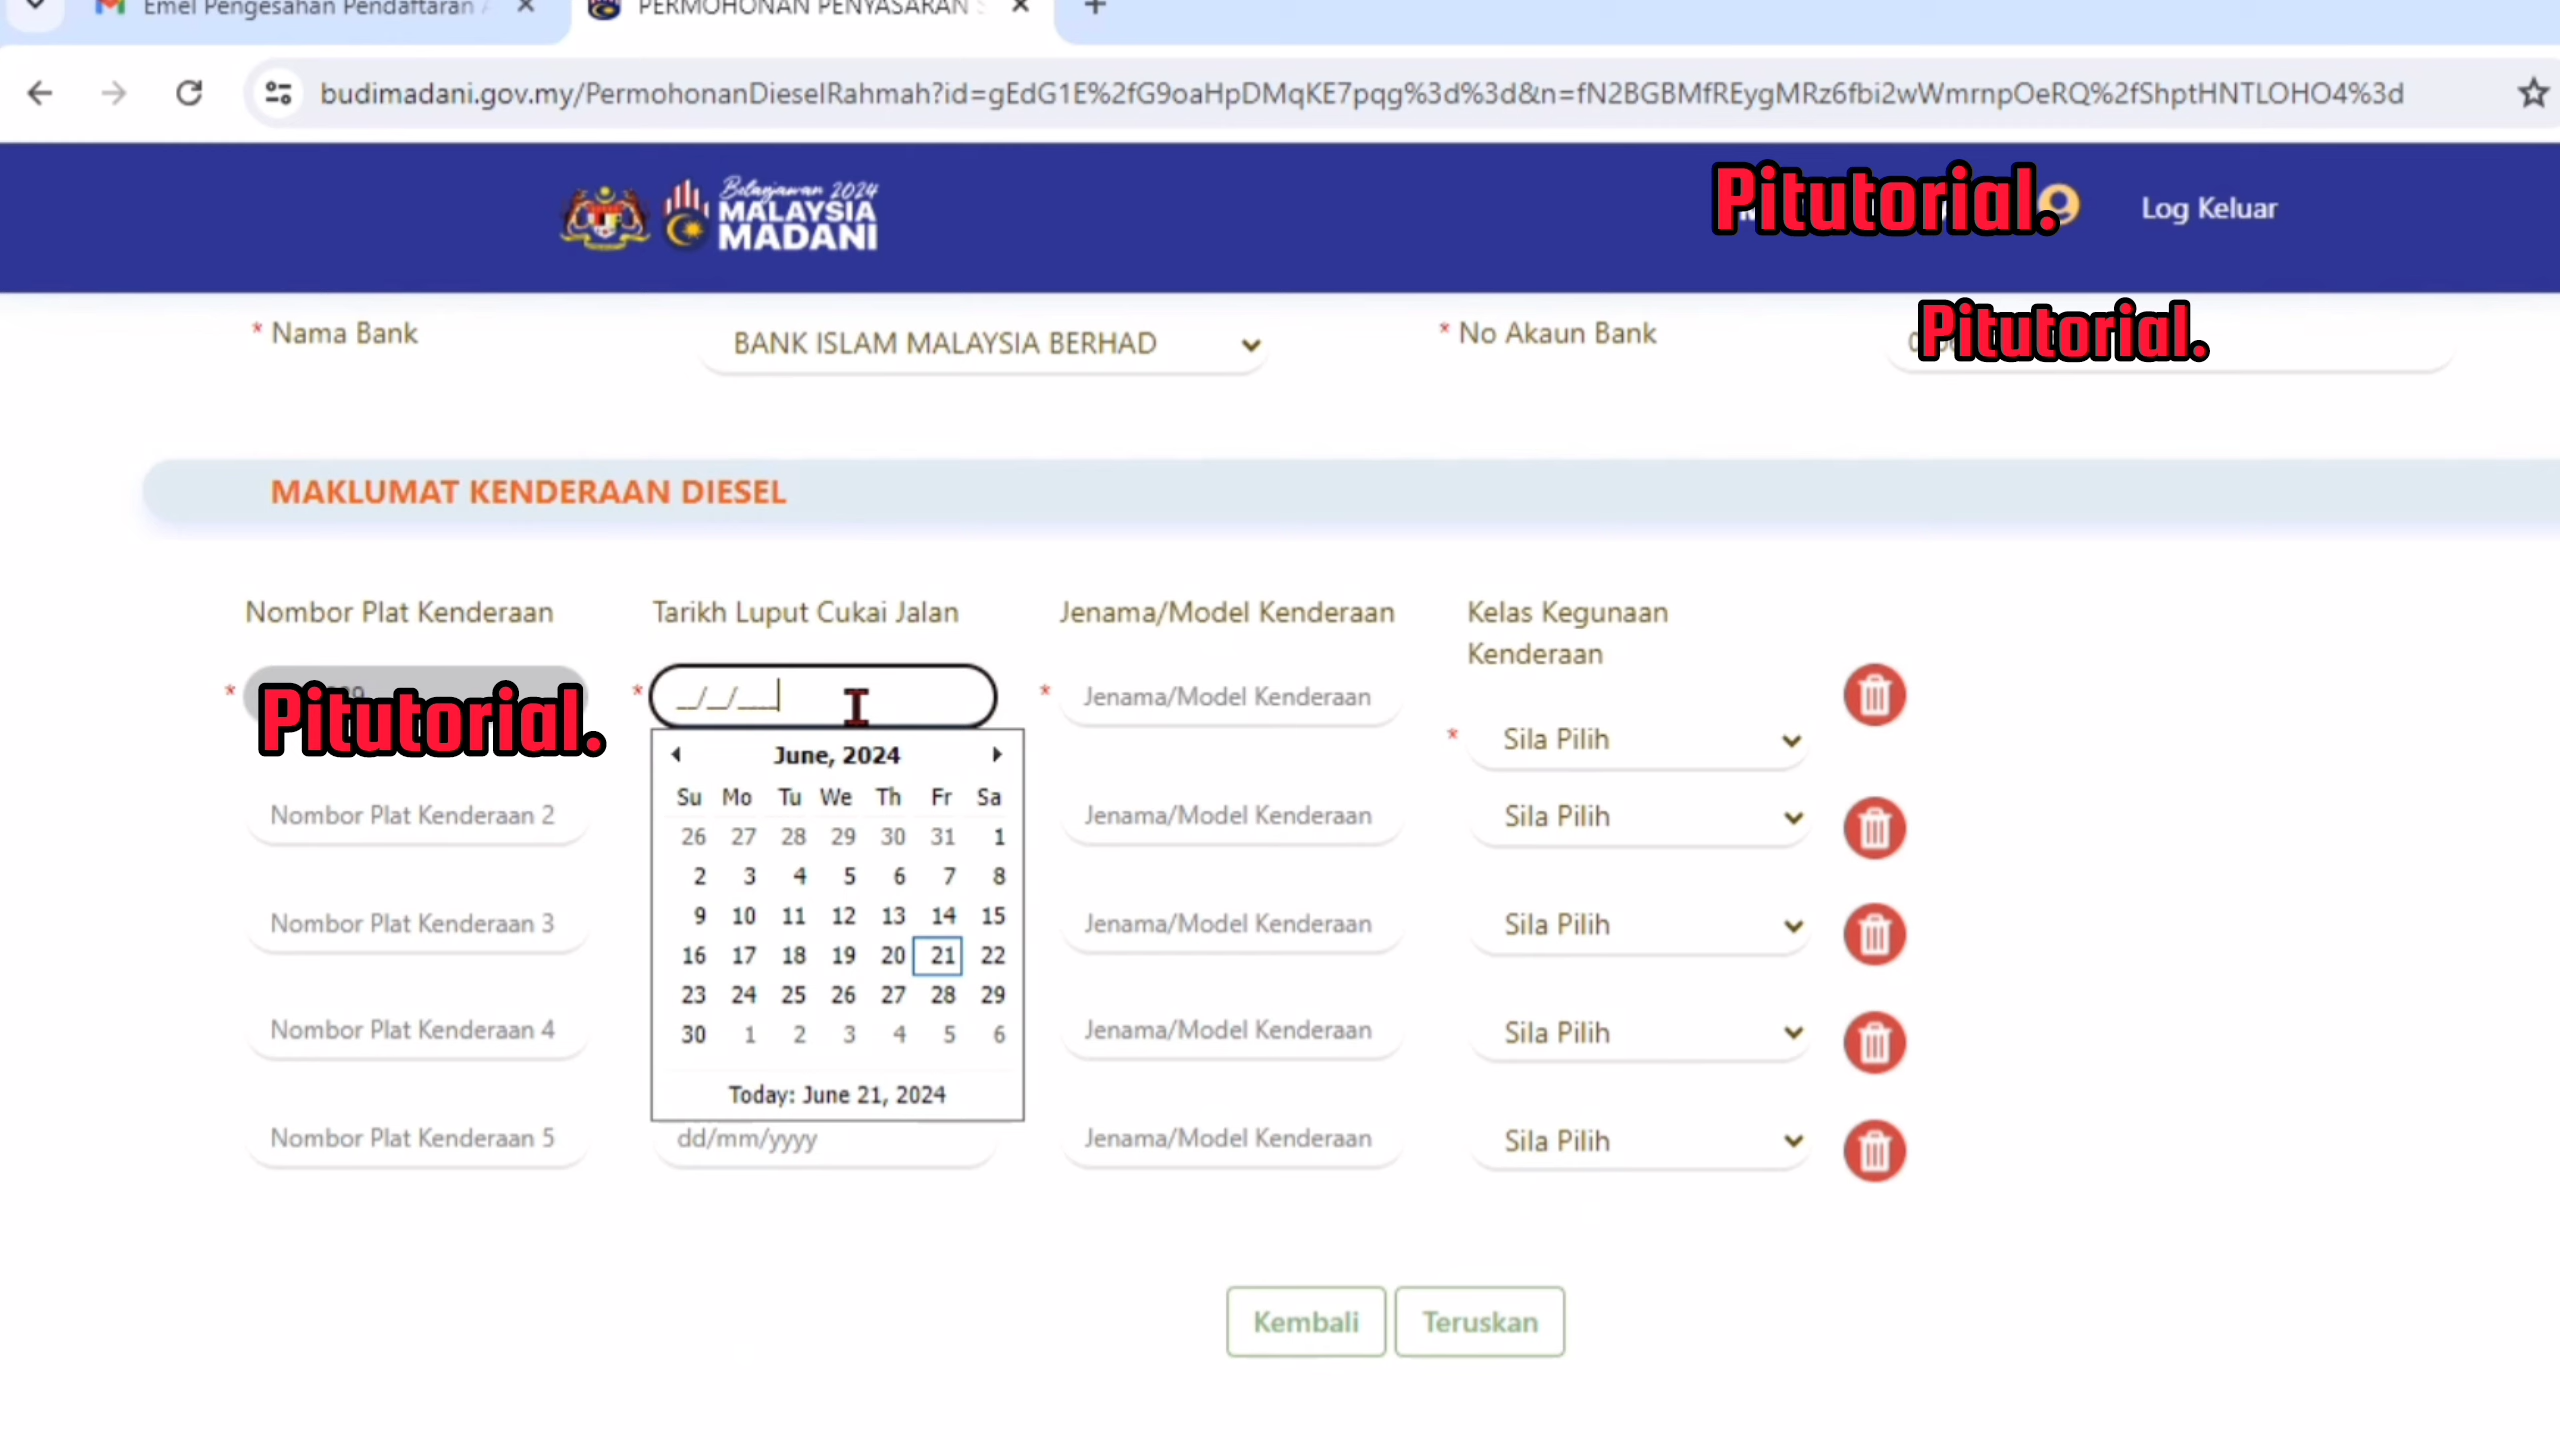 Emel Pengesahan Pendaftaran
PERMOHONAN PENYASARAN
budimadani.gov.my/PermohonanDieselRahmah?id=gEdG1E%2fG9oaHpDMqKE7pqg%3d%3d&n=fN2BGBMfREygMRz6fbi2wWmrnpOeRQ%2fShptHNTLOHO4%3d
Belanjawan 2024
MALAYSIA
MADANI
Pitutorial.
Log Keluar
* Nama Bank
BANK ISLAM MALAYSIA BERHAD
* No Akaun Bank
Pitutorial.
MAKLUMAT KENDERAAN DIESEL
Nombor Plat Kenderaan
Tarikh Luput Cukai Jalan
Jenama/Model Kenderaan
Kelas Kegunaan
Kenderaan
*
Pitutorial.
* __/__/____
* Jenama/Model Kenderaan
* Sila Pilih
June, 2024
Su Mo Tu We Th Fr Sa
26 27 28 29 30 31 1
2 3 4 5 6 7 8
9 10 11 12 13 14 15
16 17 18 19 20 21 22
23 24 25 26 27 28 29
30 1 2 3 4 5 6
Today: June 21, 2024
Nombor Plat Kenderaan 2
Jenama/Model Kenderaan
Sila Pilih
Nombor Plat Kenderaan 3
Jenama/Model Kenderaan
Sila Pilih
Nombor Plat Kenderaan 4
Jenama/Model Kenderaan
Sila Pilih
Nombor Plat Kenderaan 5
dd/mm/yyyy
Jenama/Model Kenderaan
Sila Pilih
Kembali
Teruskan